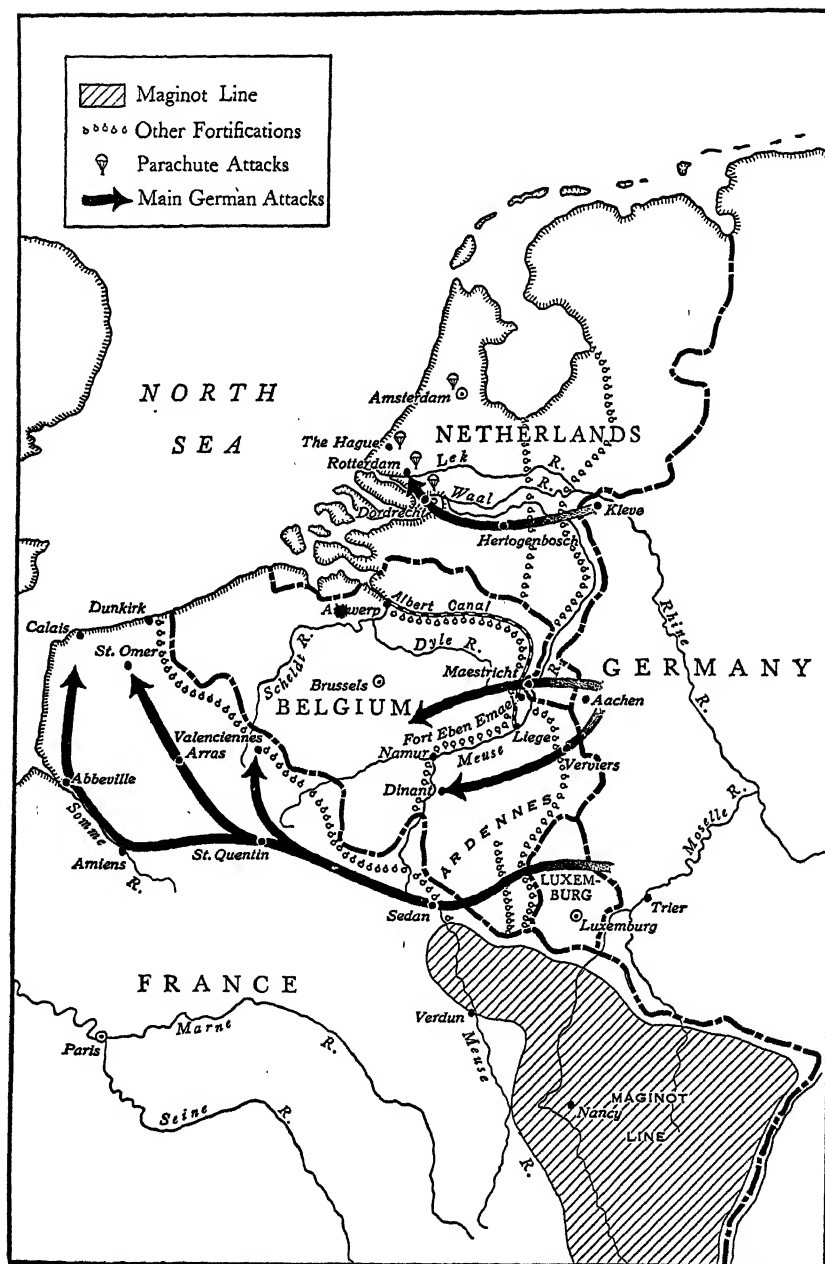 Maginot Line
Other Fortifications
Parachute Attacks
Main German Attacks
NORTH
SEA
Amsterdam
The Hague
NETHERLANDS
Rotterdam
Lek
R.
Waal
R.
Dordrecht
Kleve
Hertogenbosch
Dunkirk
Calais
Antwerp
Albert Canal
Rhine
R.
St. Omer
Scheldt R.
Dyle R.
Maestricht
R.
GERMANY
Brussels
BELGIUM
Aachen
Fort Eben Emae
Valenciennes
Arras
Namur
Liege
Meuse
Verviers
Abbeville
Dinant
Somme
R.
Amiens
St. Quentin
ARDENNES
Moselle R.
LUXEM-
BURG
Sedan
Luxemburg
Trier
FRANCE
Verdun
Paris
Marne
R.
Meuse
R.
Seine
R.
Nancy
MAGINOT
LINE